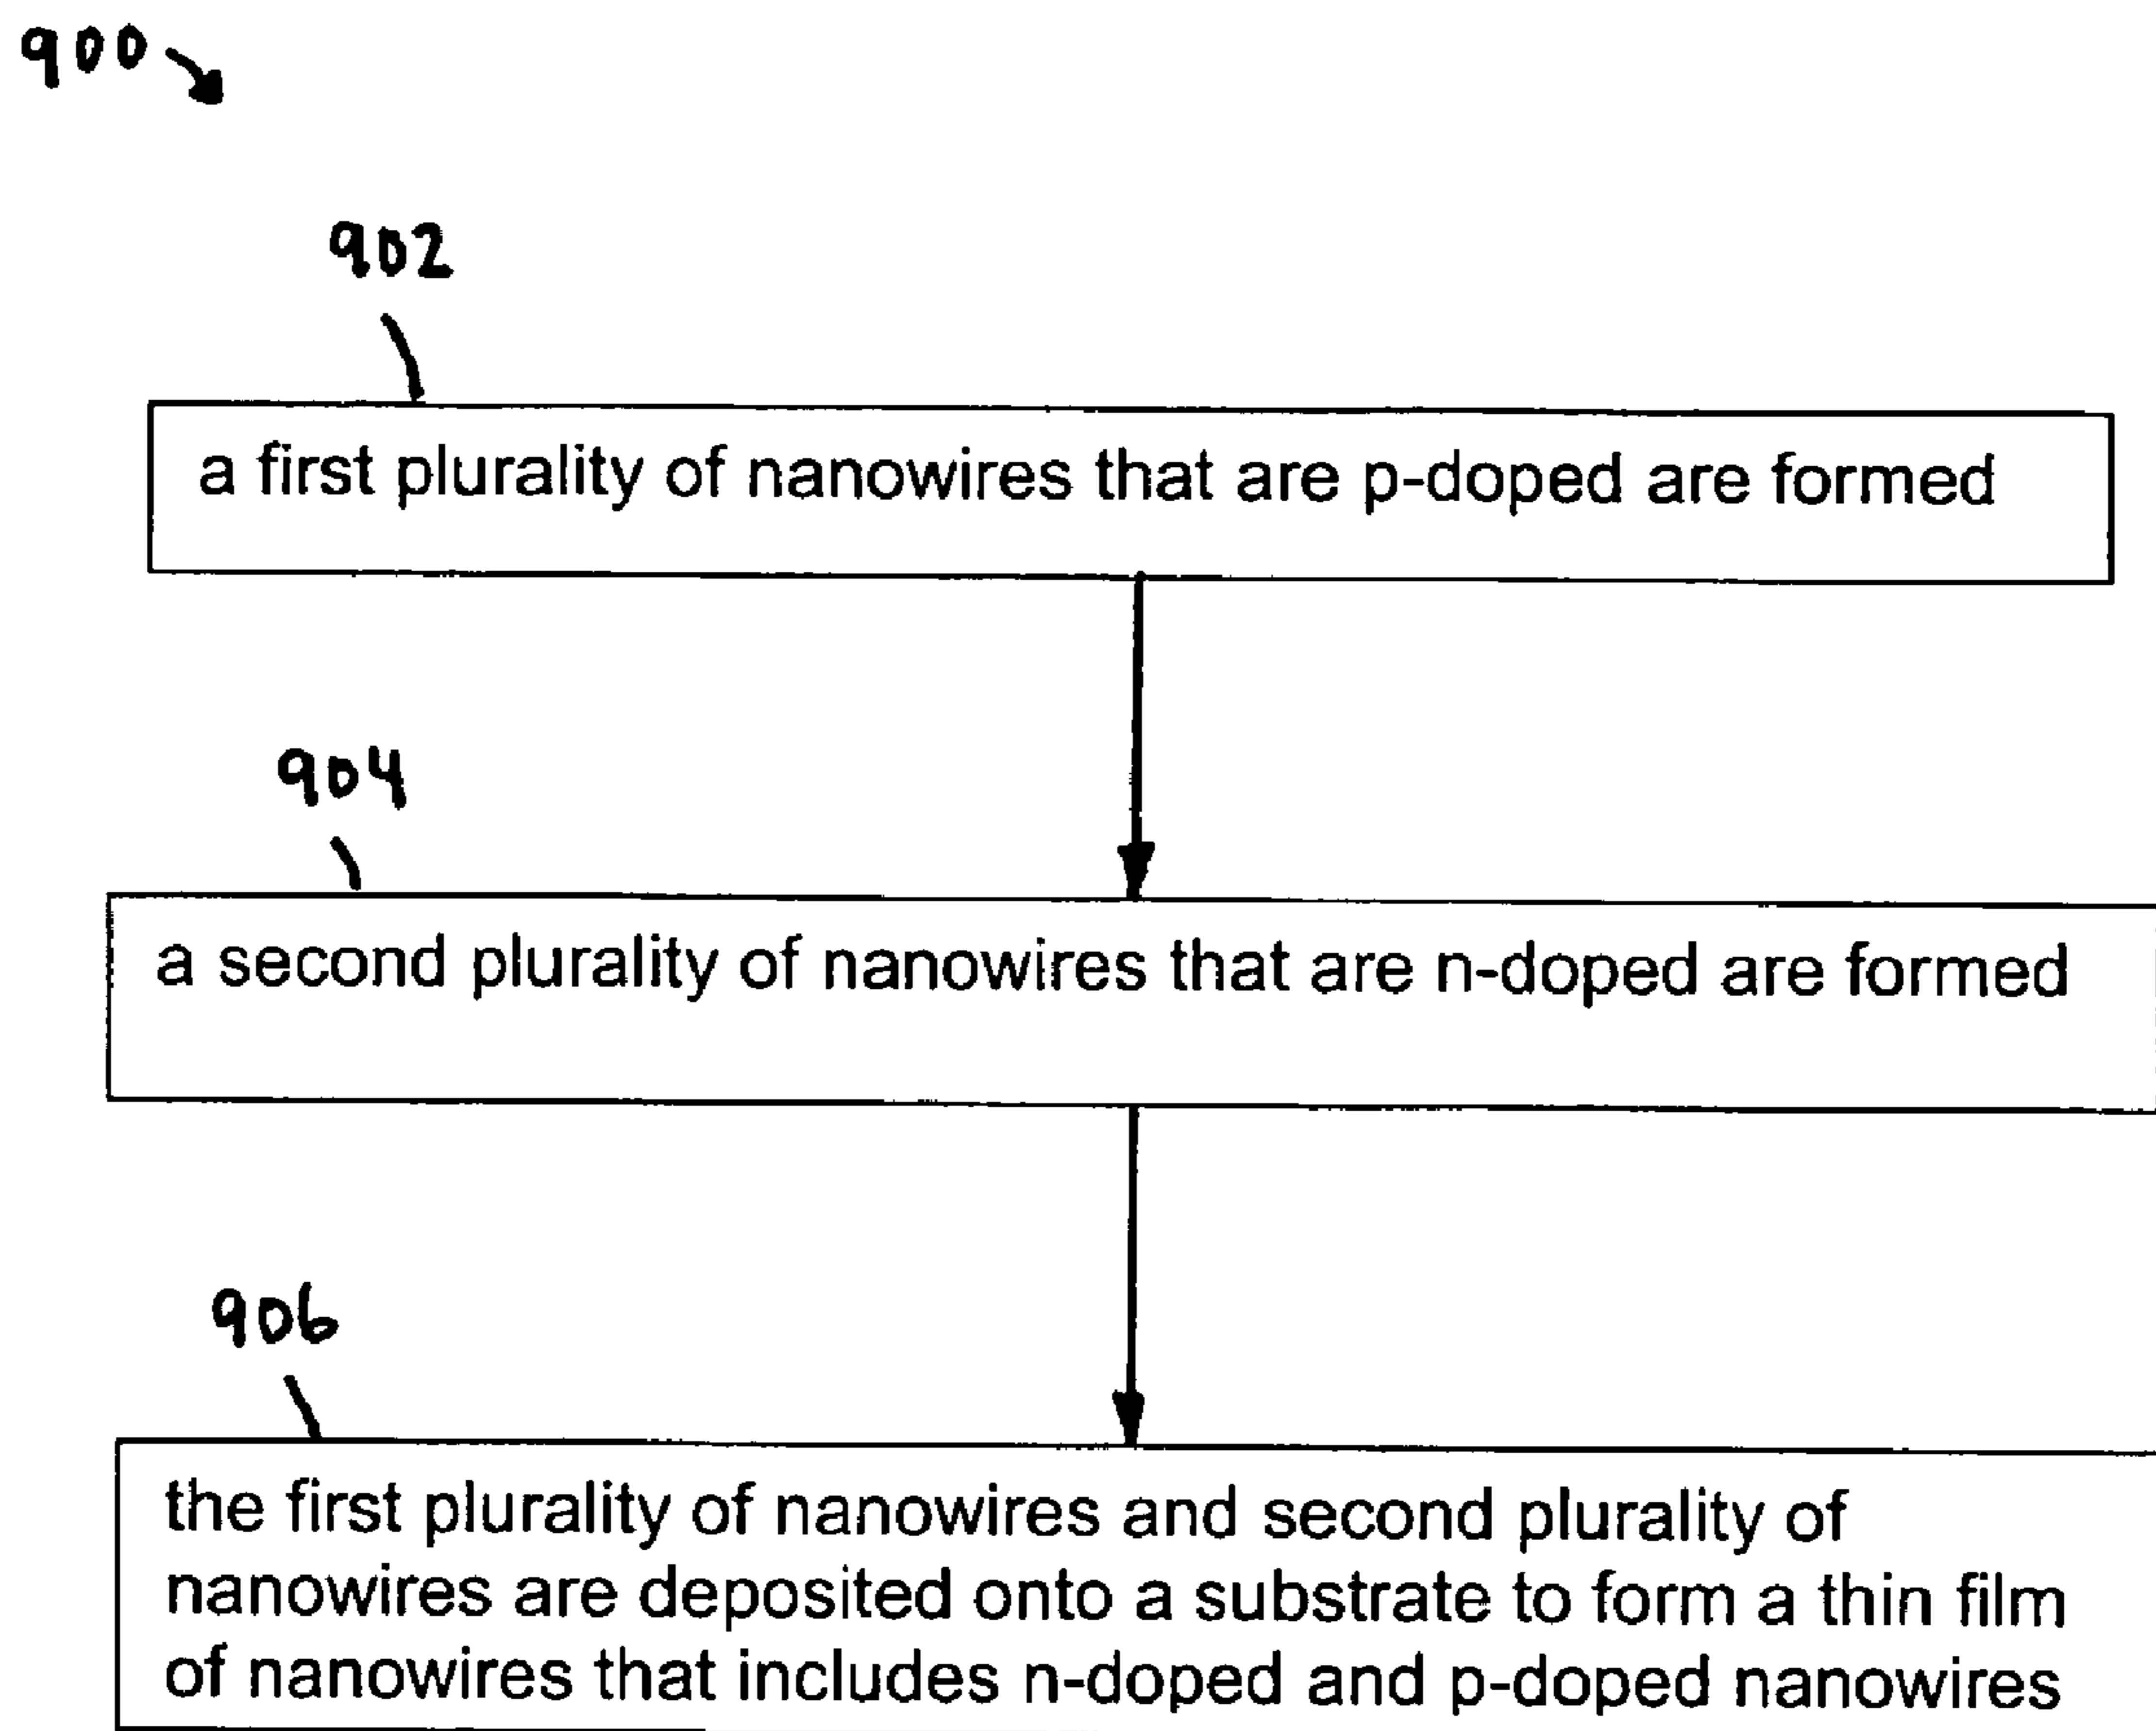 900
902
a first plurality of nanowires that are p-doped are formed
904
a second plurality of nanowires that are n-doped are formed
906
the first plurality of nanowires and second plurality of
nanowires are deposited onto a substrate to form a thin film
of nanowires that includes n-doped and p-doped nanowires